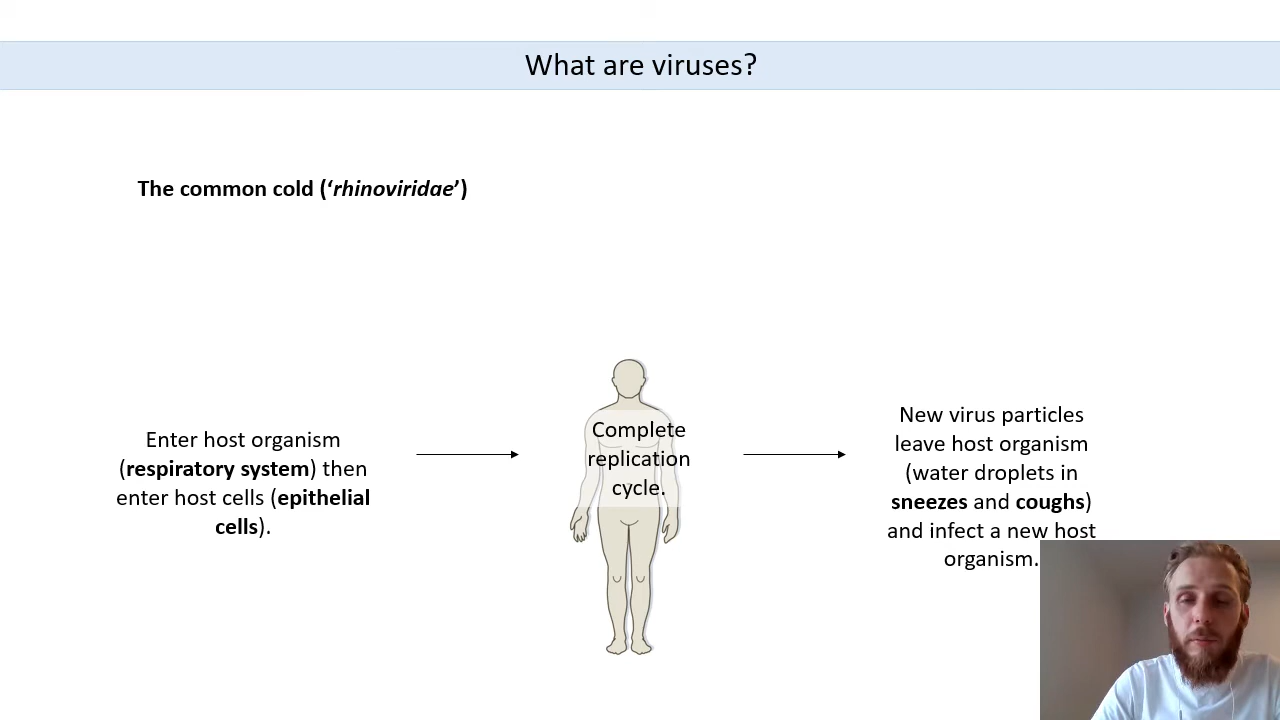 What are viruses?
The common cold (‘rhinoviridae’)
Enter host organism
(respiratory system) then
enter host cells (epithelial
cells).
Complete
replication
cycle.
New virus particles
leave host organism
(water droplets in
sneezes and coughs)
and infect a new host
organism.